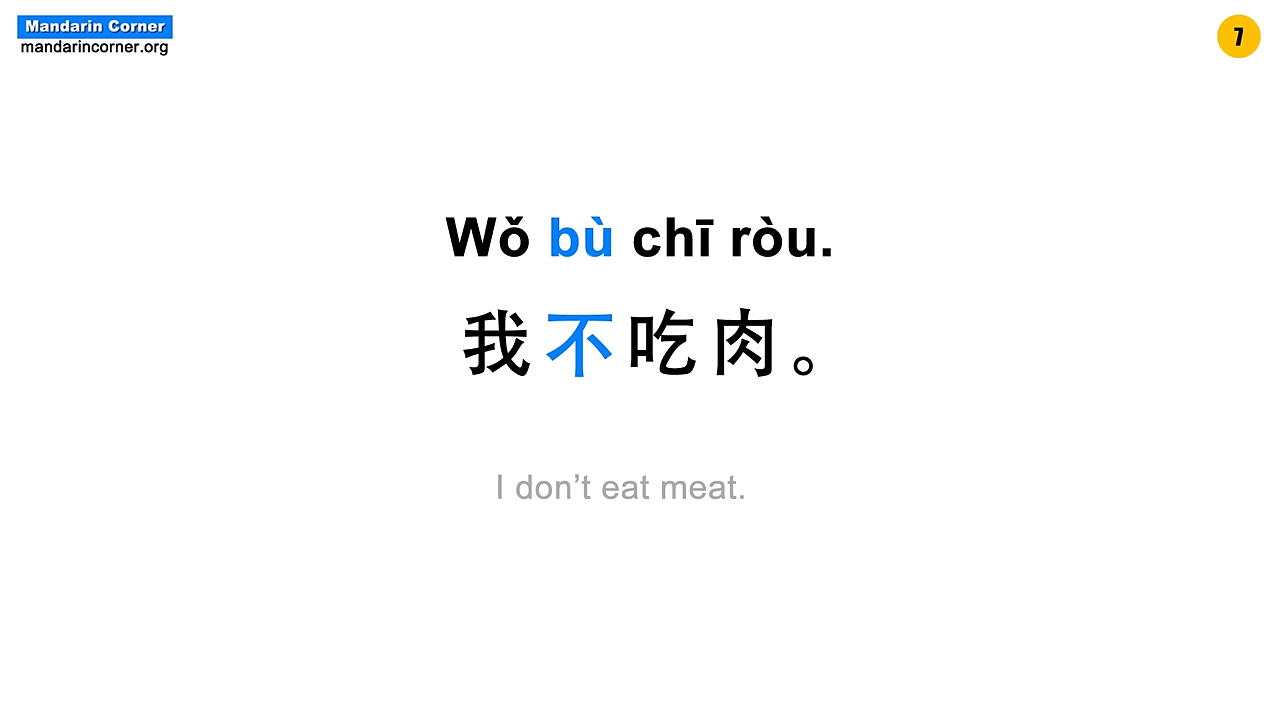 Mandarin Corner
mandarincorner.org
7
Wǒ bù chī ròu.
我不吃肉。
I don’t eat meat.